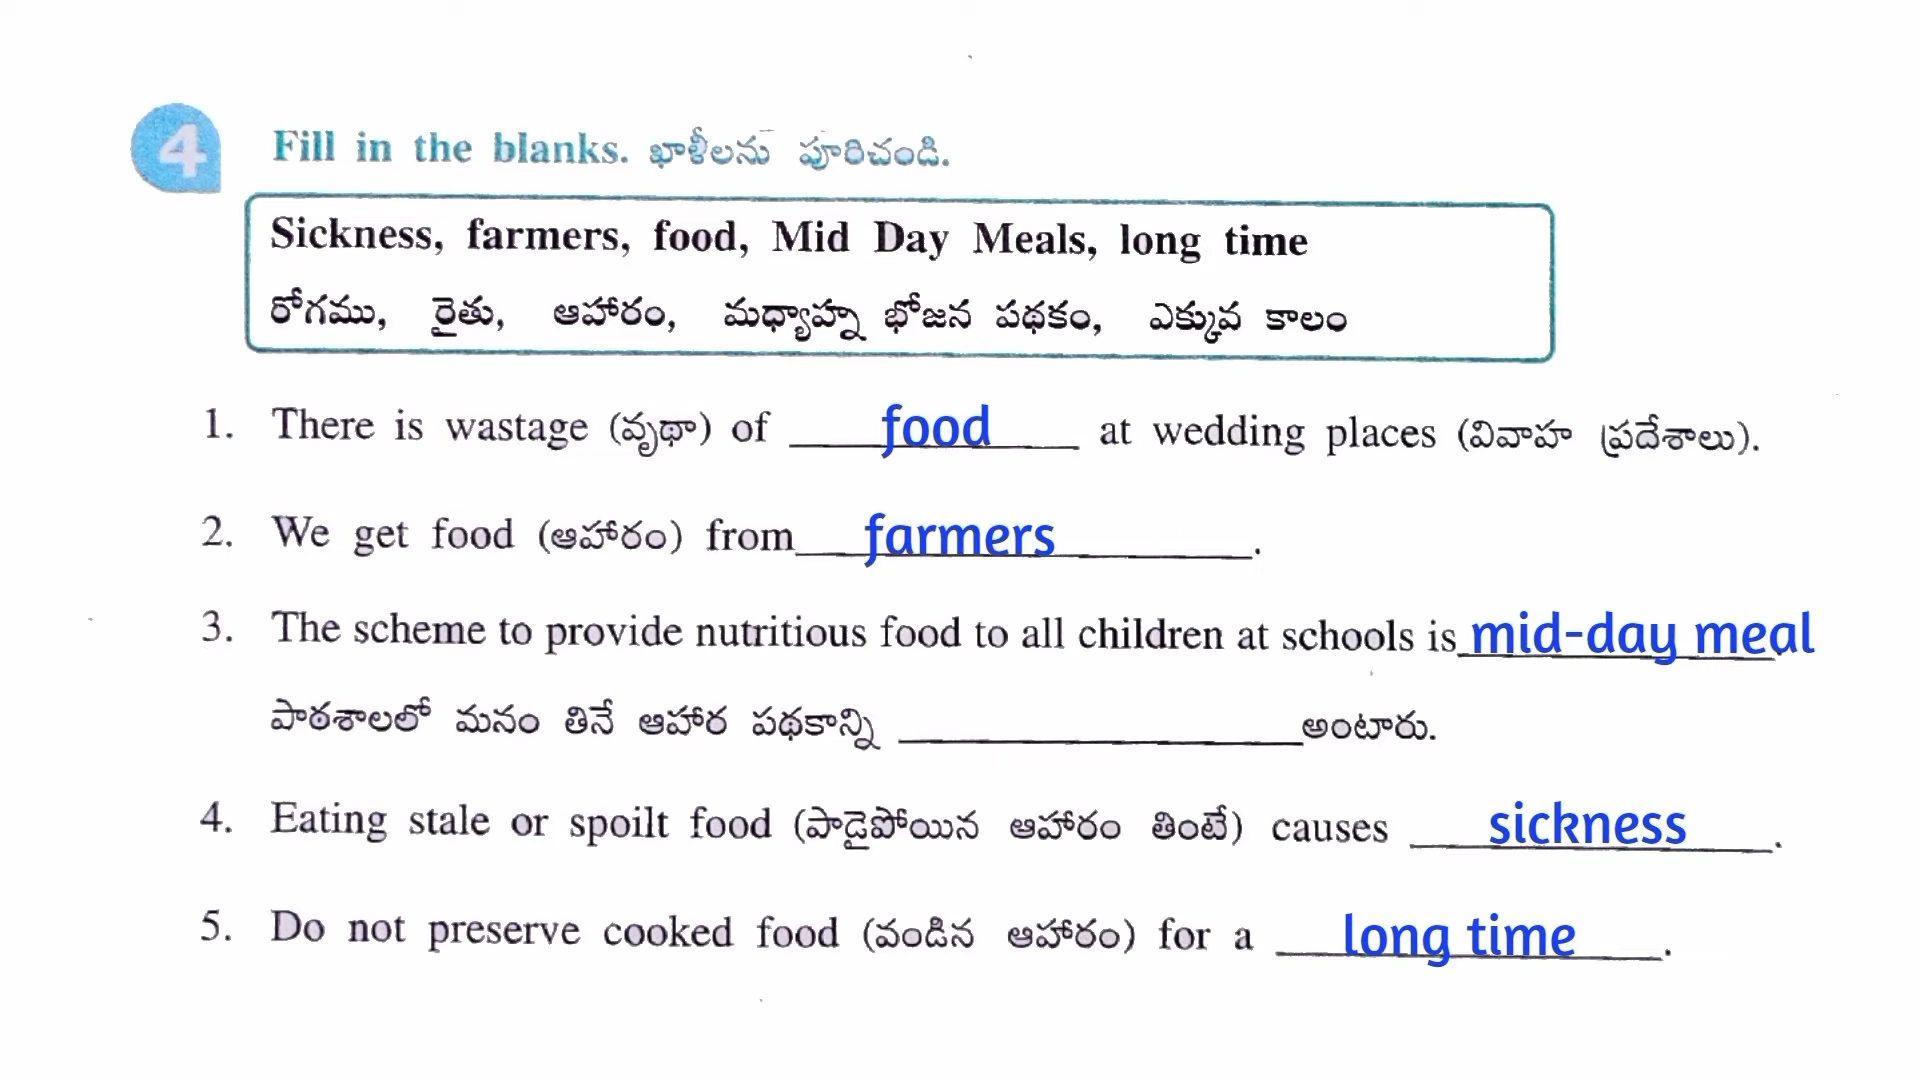 4 Fill in the blanks. ఖాళీలను పూరించండి.
Sickness, farmers, food, Mid Day Meals, long time
రోగము, రైతు, ఆహారం, మధ్యాహ్న భోజన పథకం, ఎక్కువ కాలం
1. There is wastage (వృథా) of food at wedding places (వివాహ ప్రదేశాలు).
2. We get food (ఆహారం) from farmers.
3. The scheme to provide nutritious food to all children at schools is mid-day meal
పాఠశాలలో మనం తినే ఆహార పథకాన్ని ____________ అంటారు.
4. Eating stale or spoilt food (పాడైపోయిన ఆహారం తింటే) causes sickness.
5. Do not preserve cooked food (వండిన ఆహారం) for a long time.